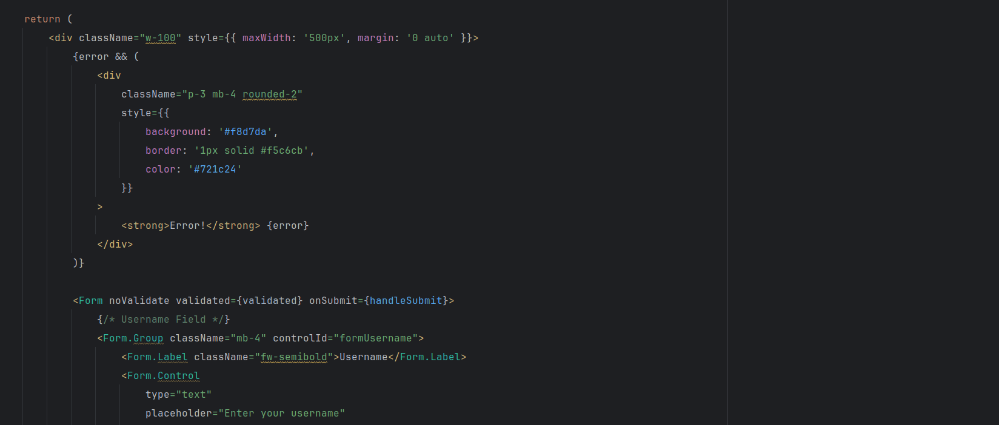 return (
    <div className="w-100" style={{ maxWidth: '500px', margin: '0 auto' }}>
        {error && (
            <div
                className="p-3 mb-4 rounded-2"
                style={{
                    background: '#f8d7da',
                    border: '1px solid #f5c6cb',
                    color: '#721c24'
                }}
            >
                <strong>Error!</strong> {error}
            </div>
        )}

        <Form noValidate validated={validated} onSubmit={handleSubmit}>
            {/* Username Field */}
            <Form.Group className="mb-4" controlId="formUsername">
                <Form.Label className="fw-semibold">Username</Form.Label>
                <Form.Control
                    type="text"
                    placeholder="Enter your username"